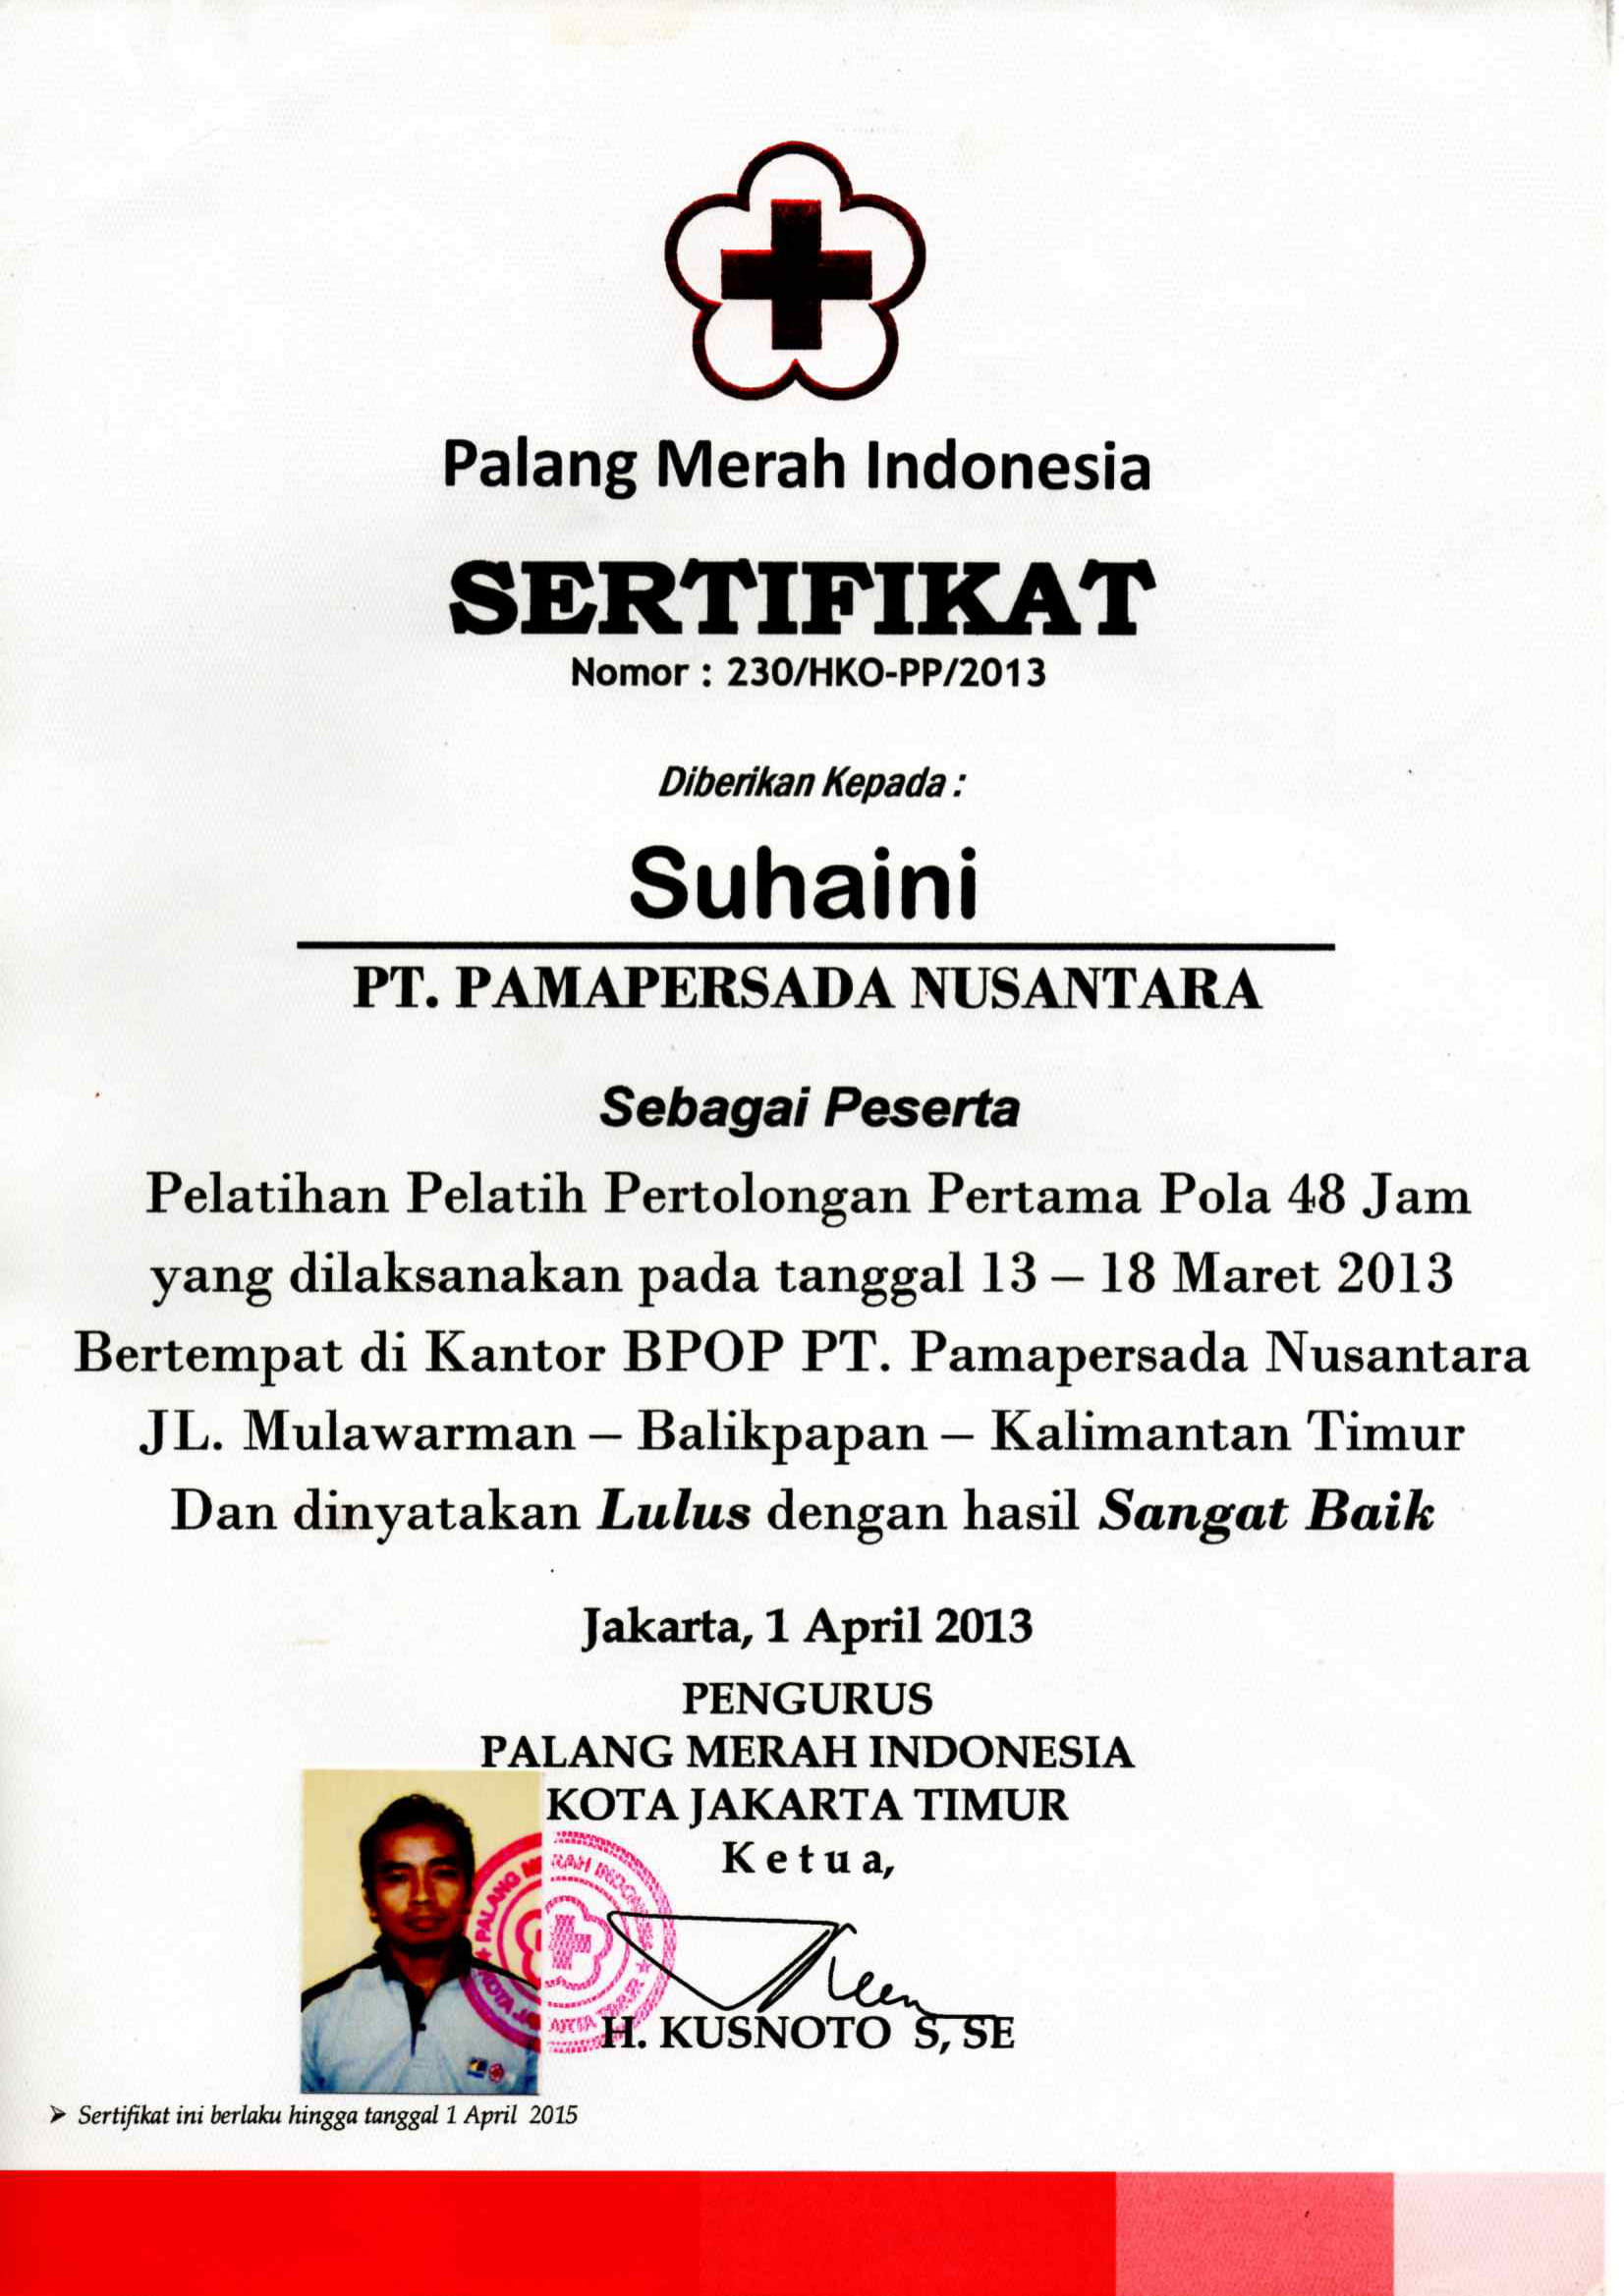 Palang Merah Indonesia
SERTIFIKAT
Nomor : 230/HKO-PP/2013
Diberikan Kepada :
Suhaini
PT. PAMAPERSADA NUSANTARA
Sebagai Peserta
Pelatihan Pelatih Pertolongan Pertama Pola 48 Jam
yang dilaksanakan pada tanggal 13 – 18 Maret 2013
Bertempat di Kantor BPOP PT. Pamapersada Nusantara
JL. Mulawarman – Balikpapan – Kalimantan Timur
Dan dinyatakan Lulus dengan hasil Sangat Baik
Jakarta, 1 April 2013
PENGURUS
PALANG MERAH INDONESIA
KOTA JAKARTA TIMUR
Ketua,
PALANG MERAH INDONESIA
H. KUSNOTO S, SE
➢ Sertifikat ini berlaku hingga tanggal 1 April 2015